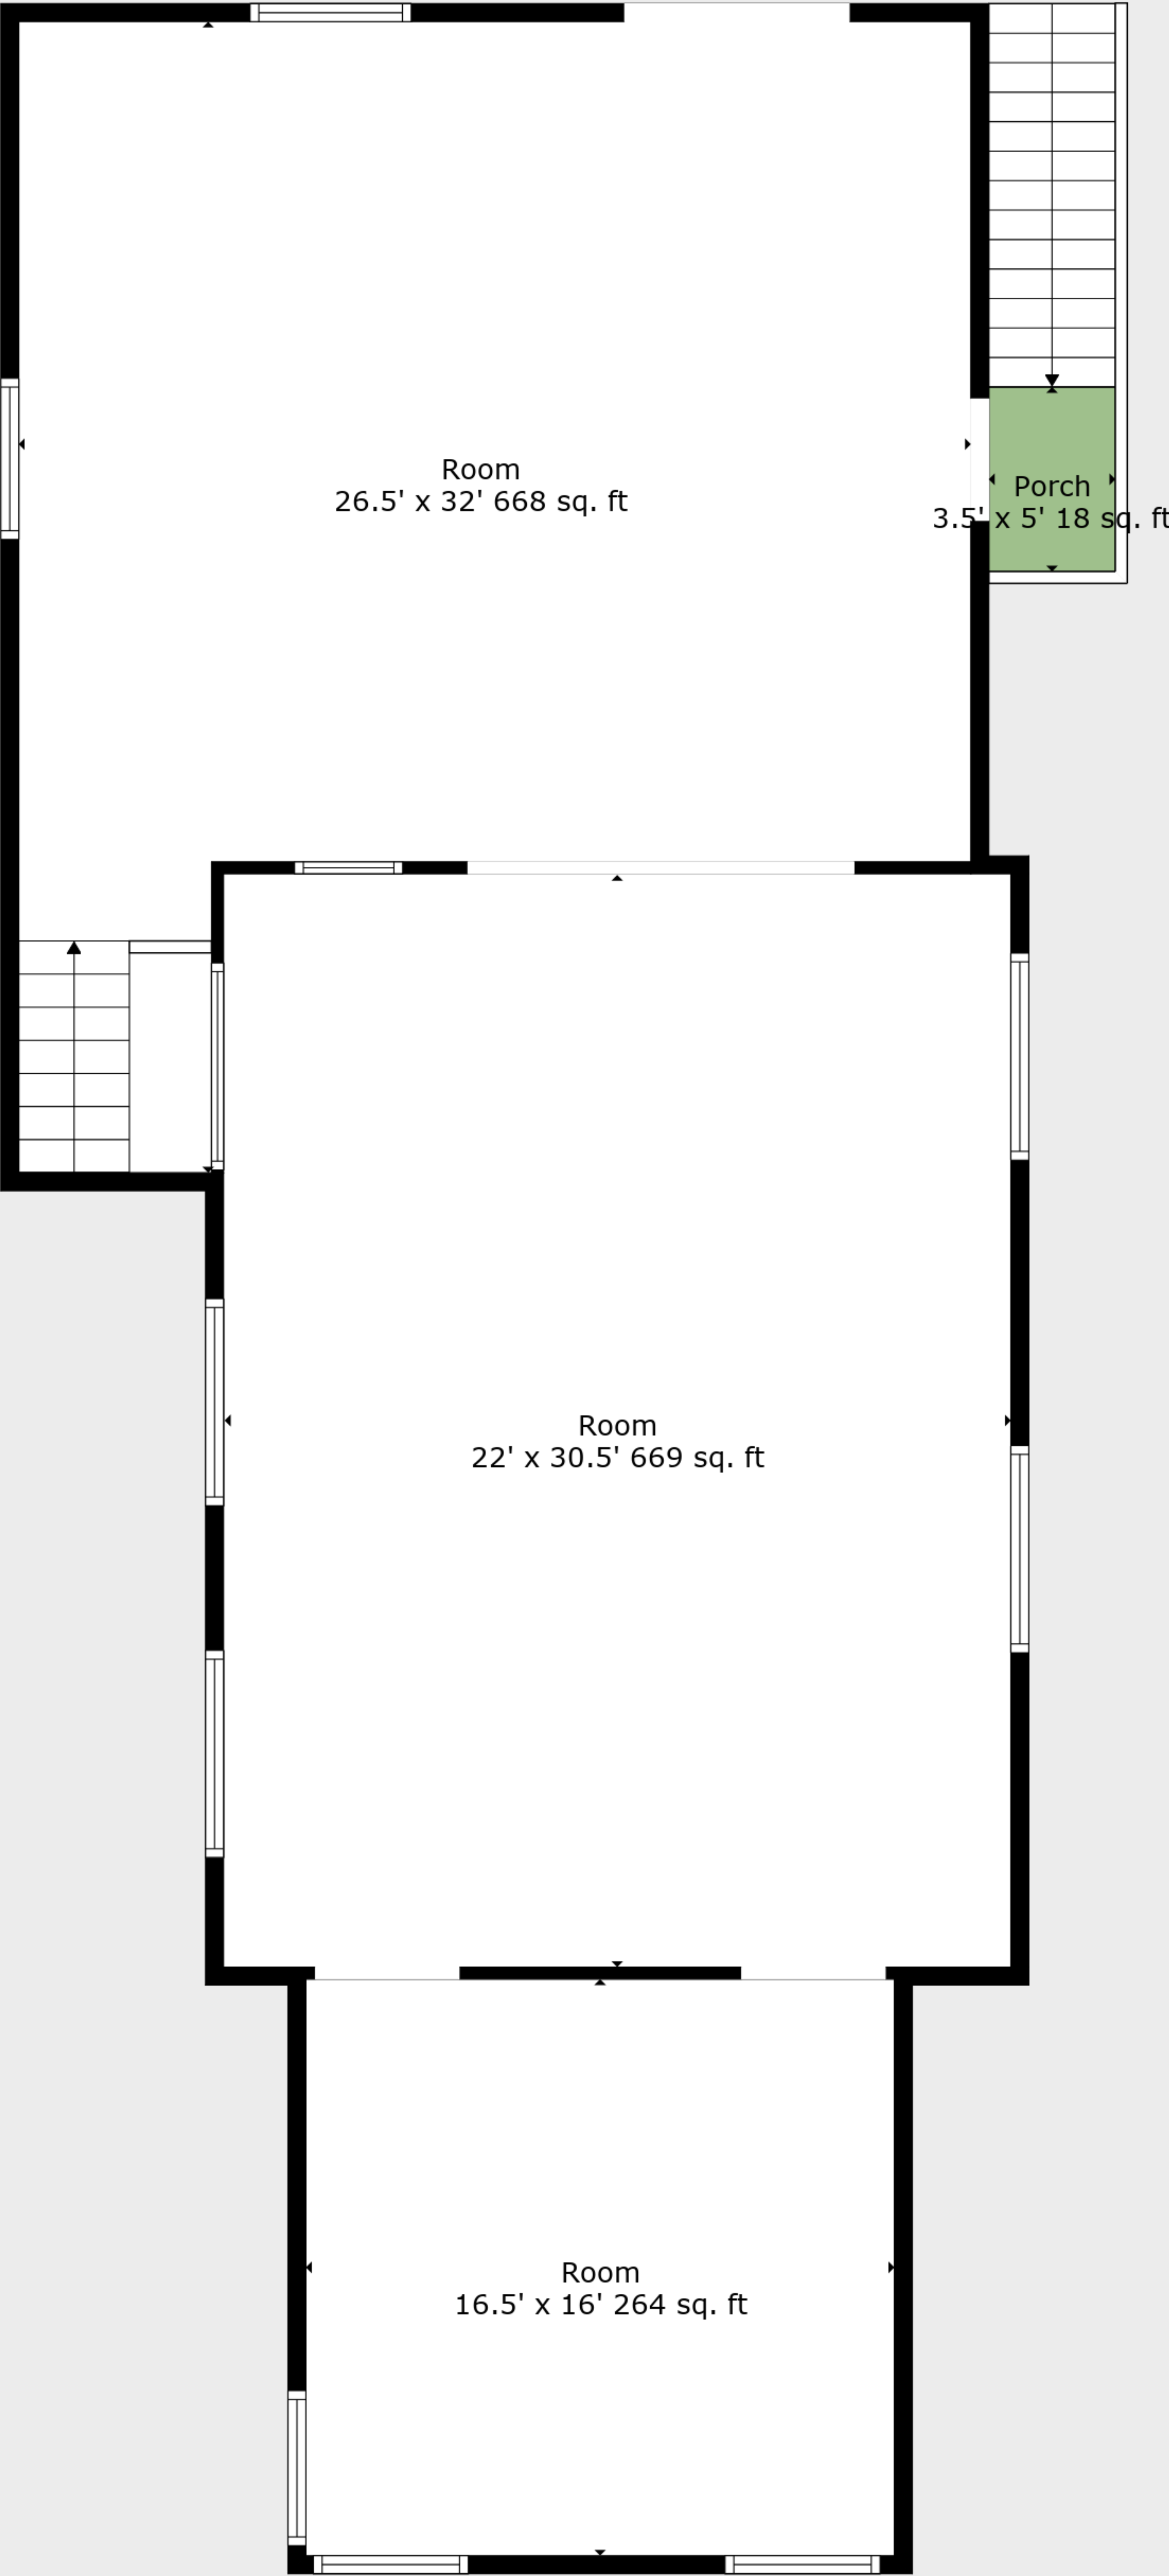 Room
26.5' x 32' 668 sq. ft
Porch
3.5' x 5' 18 sq. ft
Room
22' x 30.5' 669 sq. ft
Room
16.5' x 16' 264 sq. ft